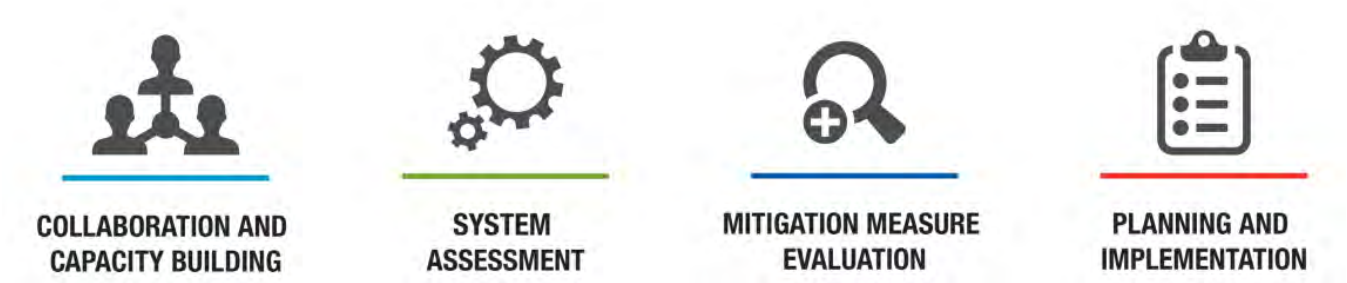 COLLABORATION AND
CAPACITY BUILDING
SYSTEM
ASSESSMENT
MITIGATION MEASURE
EVALUATION
PLANNING AND
IMPLEMENTATION